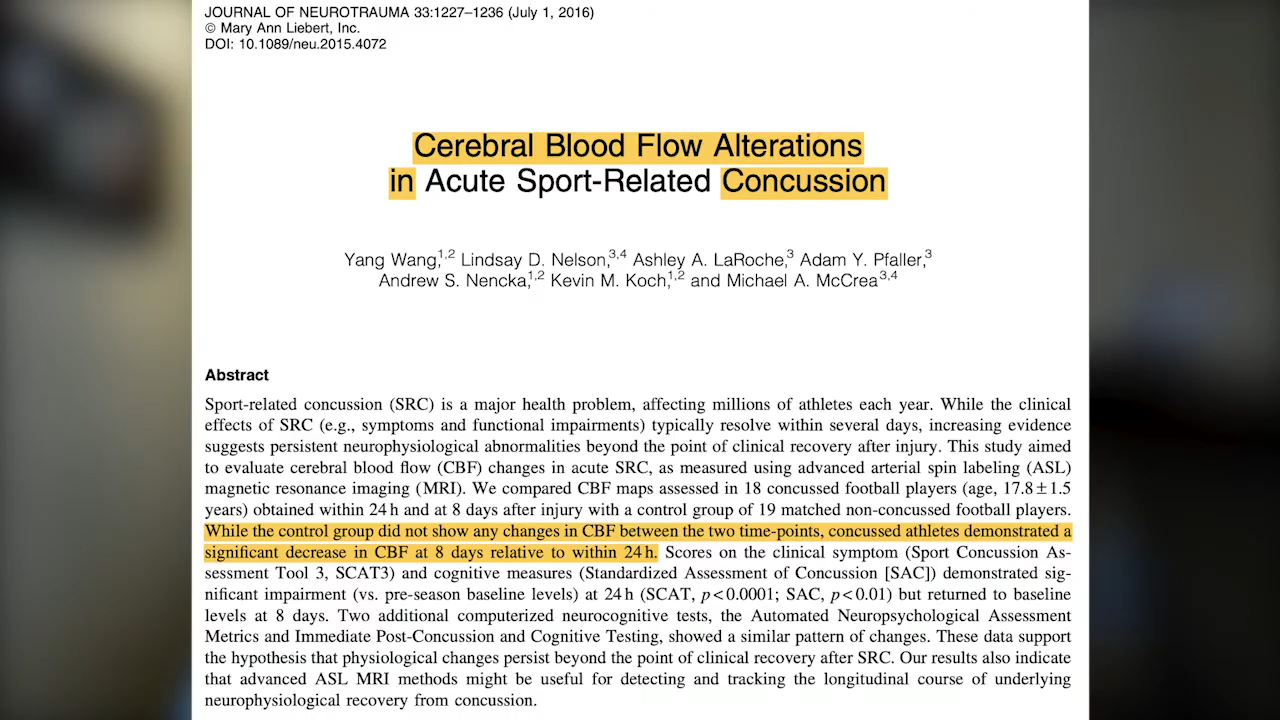 JOURNAL OF NEUROTRAUMA 33:1227–1236 (July 1, 2016)
© Mary Ann Liebert, Inc.
DOI: 10.1089/neu.2015.4072
Cerebral Blood Flow Alterations
in Acute Sport-Related Concussion
Yang Wang,1,2 Lindsay D. Nelson,3,4 Ashley A. LaRoche,3 Adam Y. Pfaller,3
Andrew S. Nencka,1,2 Kevin M. Koch,1,2 and Michael A. McCrea3,4
Abstract
Sport-related concussion (SRC) is a major health problem, affecting millions of athletes each year. While the clinical
effects of SRC (e.g., symptoms and functional impairments) typically resolve within several days, increasing evidence
suggests persistent neurophysiological abnormalities beyond the point of clinical recovery after injury. This study aimed
to evaluate cerebral blood flow (CBF) changes in acute SRC, as measured using advanced arterial spin labeling (ASL)
magnetic resonance imaging (MRI). We compared CBF maps assessed in 18 concussed football players (age, 17.8±1.5
years) obtained within 24 h and at 8 days after injury with a control group of 19 matched non-concussed football players.
While the control group did not show any changes in CBF between the two time-points, concussed athletes demonstrated a
significant decrease in CBF at 8 days relative to within 24 h. Scores on the clinical symptom (Sport Concussion As-
sessment Tool 3, SCAT3) and cognitive measures (Standardized Assessment of Concussion [SAC]) demonstrated sig-
nificant impairment (vs. pre-season baseline levels) at 24 h (SCAT, p<0.0001; SAC, p<0.01) but returned to baseline
levels at 8 days. Two additional computerized neurocognitive tests, the Automated Neuropsychological Assessment
Metrics and Immediate Post-Concussion and Cognitive Testing, showed a similar pattern of changes. These data support
the hypothesis that physiological changes persist beyond the point of clinical recovery after SRC. Our results also indicate
that advanced ASL MRI methods might be useful for detecting and tracking the longitudinal course of underlying
neurophysiological recovery from concussion.